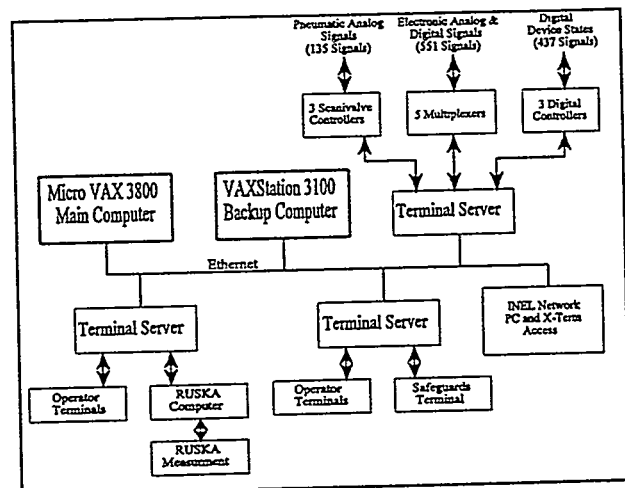 Pneumatic Analog
Signals
(135 Signals)
Electronic Analog &
Digital Signals
(551 Signals)
Digital
Device States
(437 Signals)
3 Scanivalve
Controllers
5 Multiplexers
3 Digital
Controllers
Micro VAX 3800
Main Computer
VAXStation 3100
Backup Computer
Terminal Server
Ethernet
Terminal Server
Terminal Server
INEL Network
PC and X-Term
Access
Operator
Terminals
RUSKA
Computer
Operator
Terminals
Safeguards
Terminal
RUSKA
Measurment